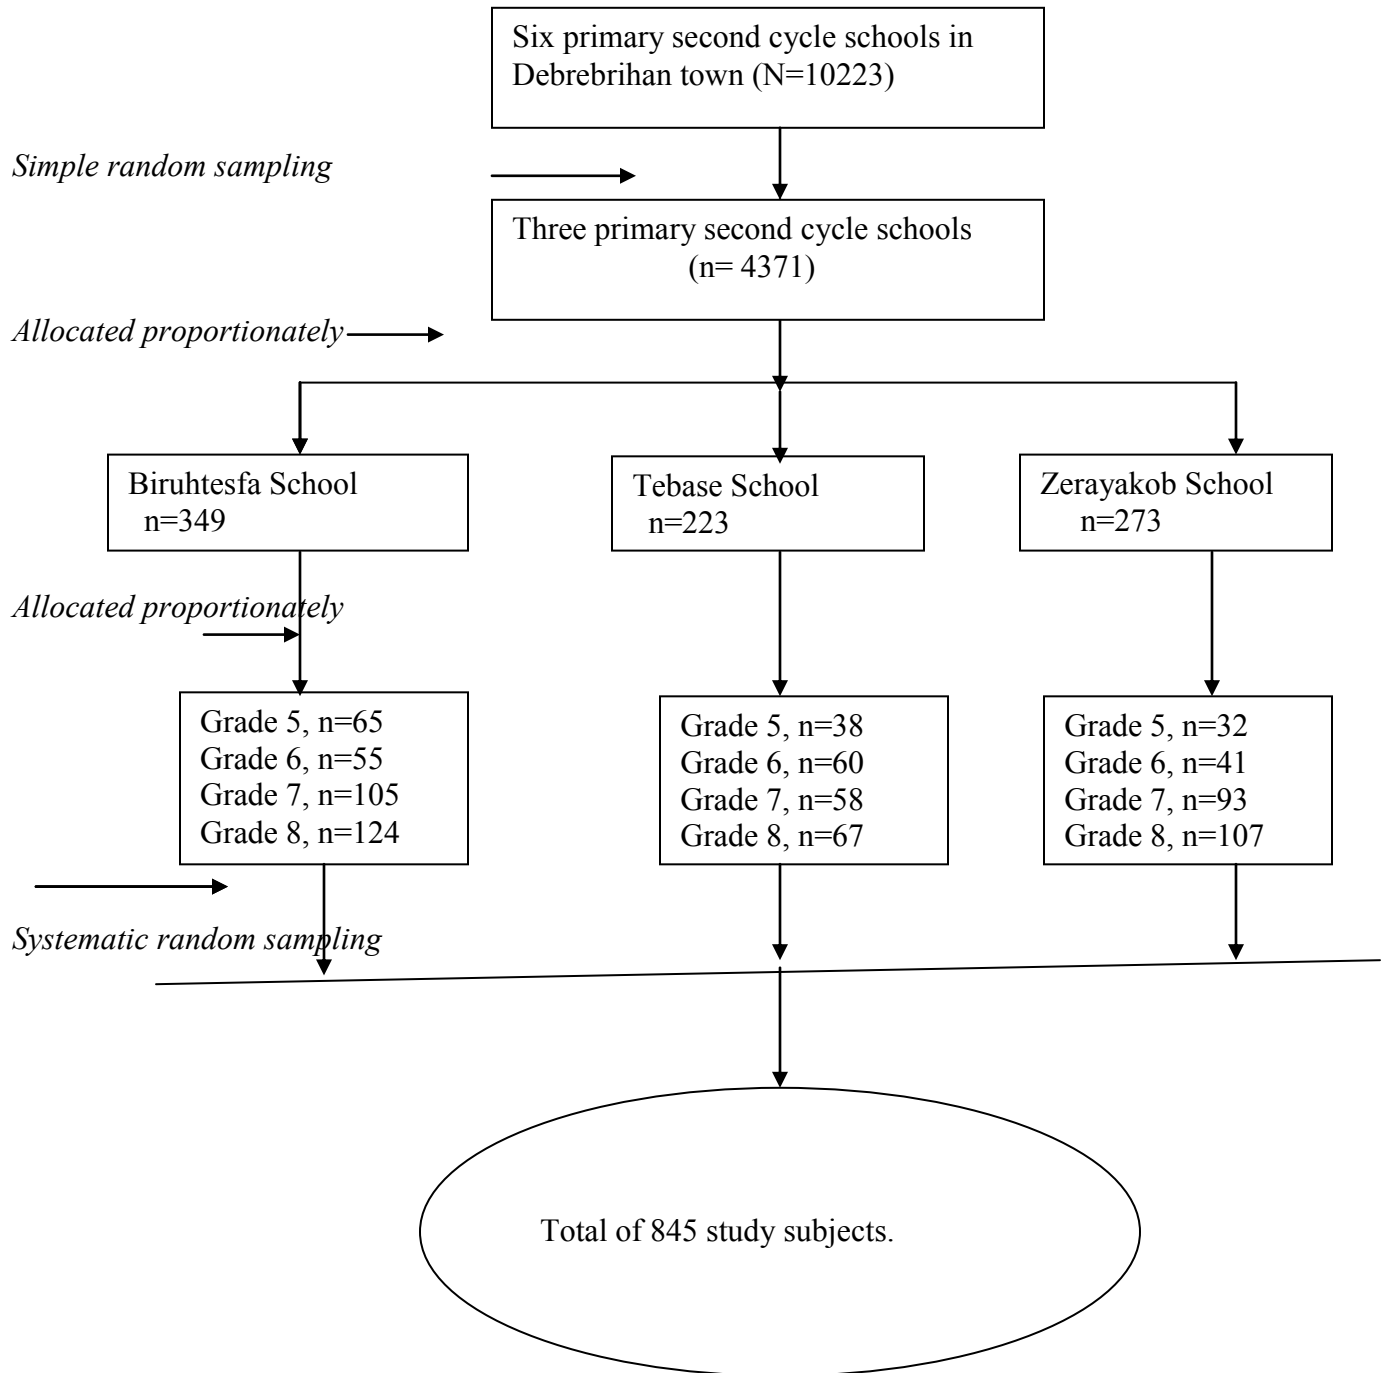 Six primary second cycle schools in
Debrebrihan town (N=10223)
Simple random sampling
Three primary second cycle schools
(n= 4371)
Allocated proportionately
Biruhtesfa School
n=349
Tebase School
n=223
Zerayakob School
n=273
Allocated proportionately
Grade 5, n=65
Grade 6, n=55
Grade 7, n=105
Grade 8, n=124
Grade 5, n=38
Grade 6, n=60
Grade 7, n=58
Grade 8, n=67
Grade 5, n=32
Grade 6, n=41
Grade 7, n=93
Grade 8, n=107
Systematic random sampling
Total of 845 study subjects.